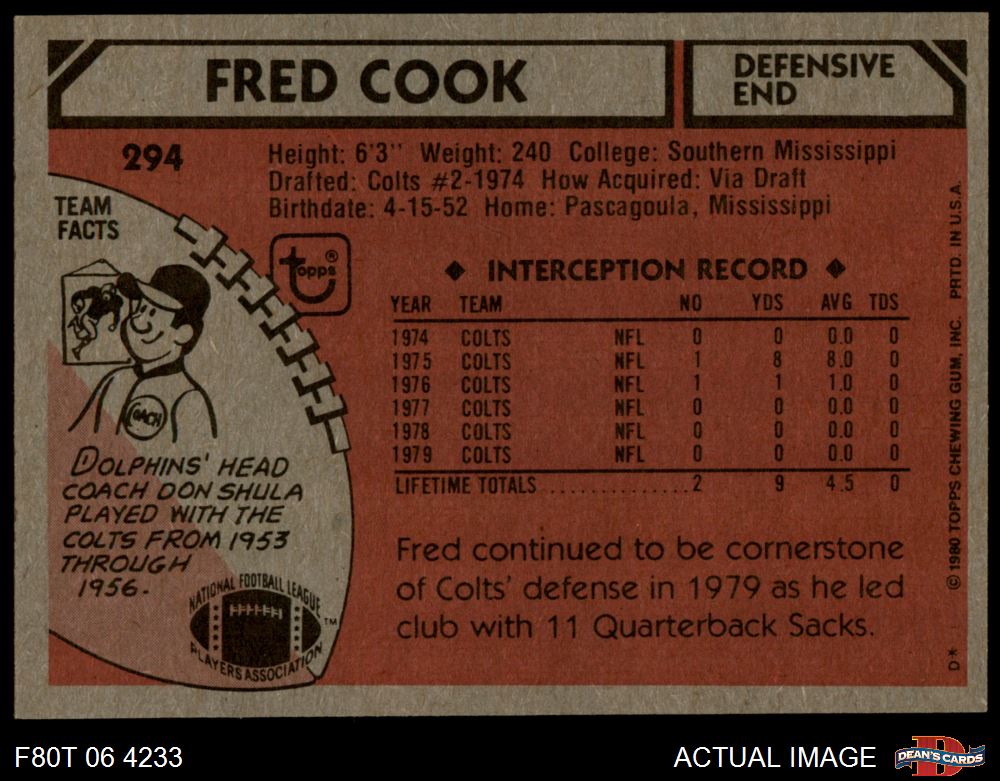 FRED COOK
DEFENSIVE
END
294
Height: 6'3'' Weight: 240 College: Southern Mississippi
Drafted: Colts #2-1974 How Acquired: Via Draft
Birthdate: 4-15-52 Home: Pascagoula, Mississippi
TEAM
FACTS
topps®
COACH
DOLPHINS' HEAD
COACH DON SHULA
PLAYED WITH THE
COLTS FROM 1953
THROUGH
1956.
NATIONAL FOOTBALL LEAGUE
PLAYERS ASSOCIATION
TM
◆ INTERCEPTION RECORD ◆
YEAR TEAM NO YDS AVG TDS
1974 COLTS NFL 0 0 0.0 0
1975 COLTS NFL 1 8 8.0 0
1976 COLTS NFL 1 1 1.0 0
1977 COLTS NFL 0 0 0.0 0
1978 COLTS NFL 0 0 0.0 0
1979 COLTS NFL 0 0 0.0 0
LIFETIME TOTALS ................ 2 9 4.5 0
Fred continued to be cornerstone
of Colts' defense in 1979 as he led
club with 11 Quarterback Sacks.
D* © 1980 TOPPS CHEWING GUM, INC. PRTD. IN U.S.A.
F80T 06 4233
ACTUAL IMAGE
D
DEAN'S CARDS